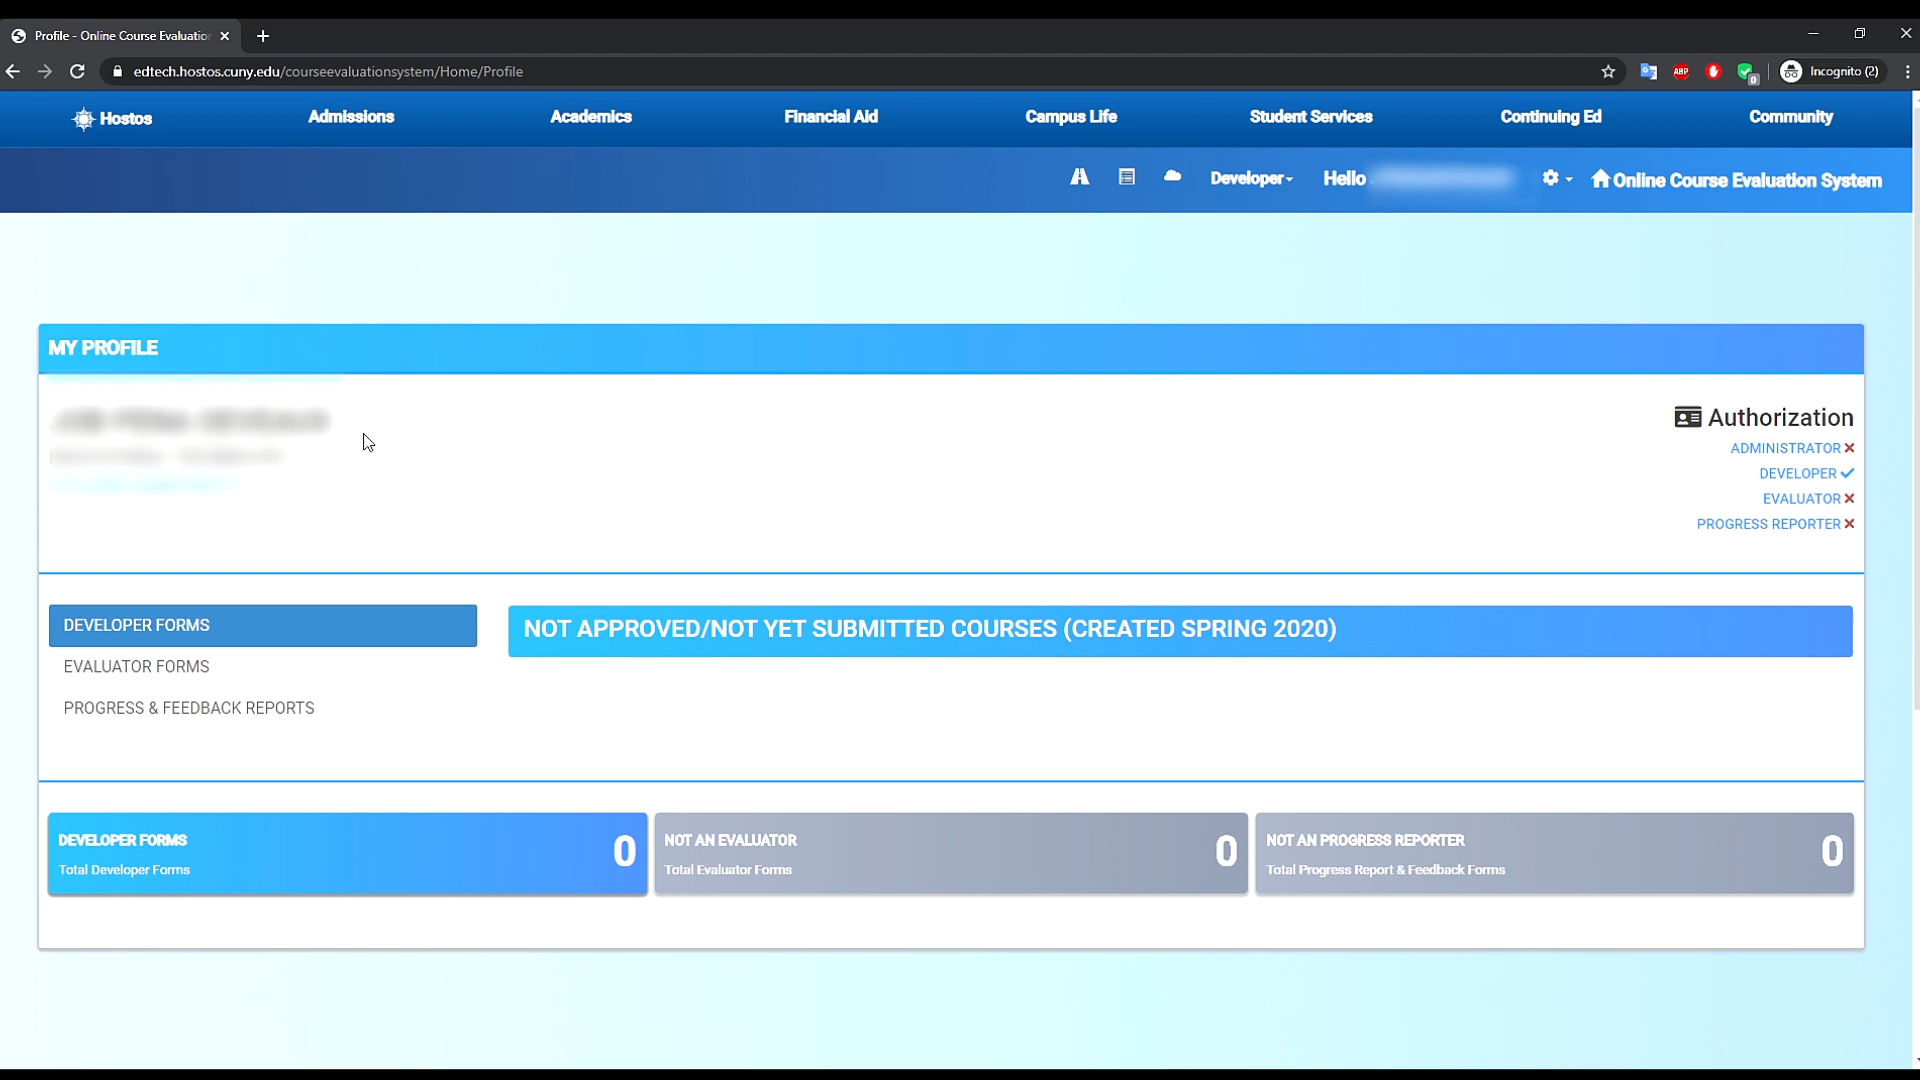 Profile - Online Course Evaluatio
edtech.hostos.cuny.edu/courseevaluationsystem/Home/Profile
ABP
0
Incognito (2)
Hostos
Admissions
Academics
Financial Aid
Campus Life
Student Services
Continuing Ed
Community
Developer
Hello
Online Course Evaluation System
MY PROFILE
Authorization
ADMINISTRATOR
DEVELOPER
EVALUATOR
PROGRESS REPORTER
DEVELOPER FORMS
EVALUATOR FORMS
PROGRESS & FEEDBACK REPORTS
NOT APPROVED/NOT YET SUBMITTED COURSES (CREATED SPRING 2020)
DEVELOPER FORMS
Total Developer Forms
0
NOT AN EVALUATOR
Total Evaluator Forms
0
NOT AN PROGRESS REPORTER
Total Progress Report & Feedback Forms
0